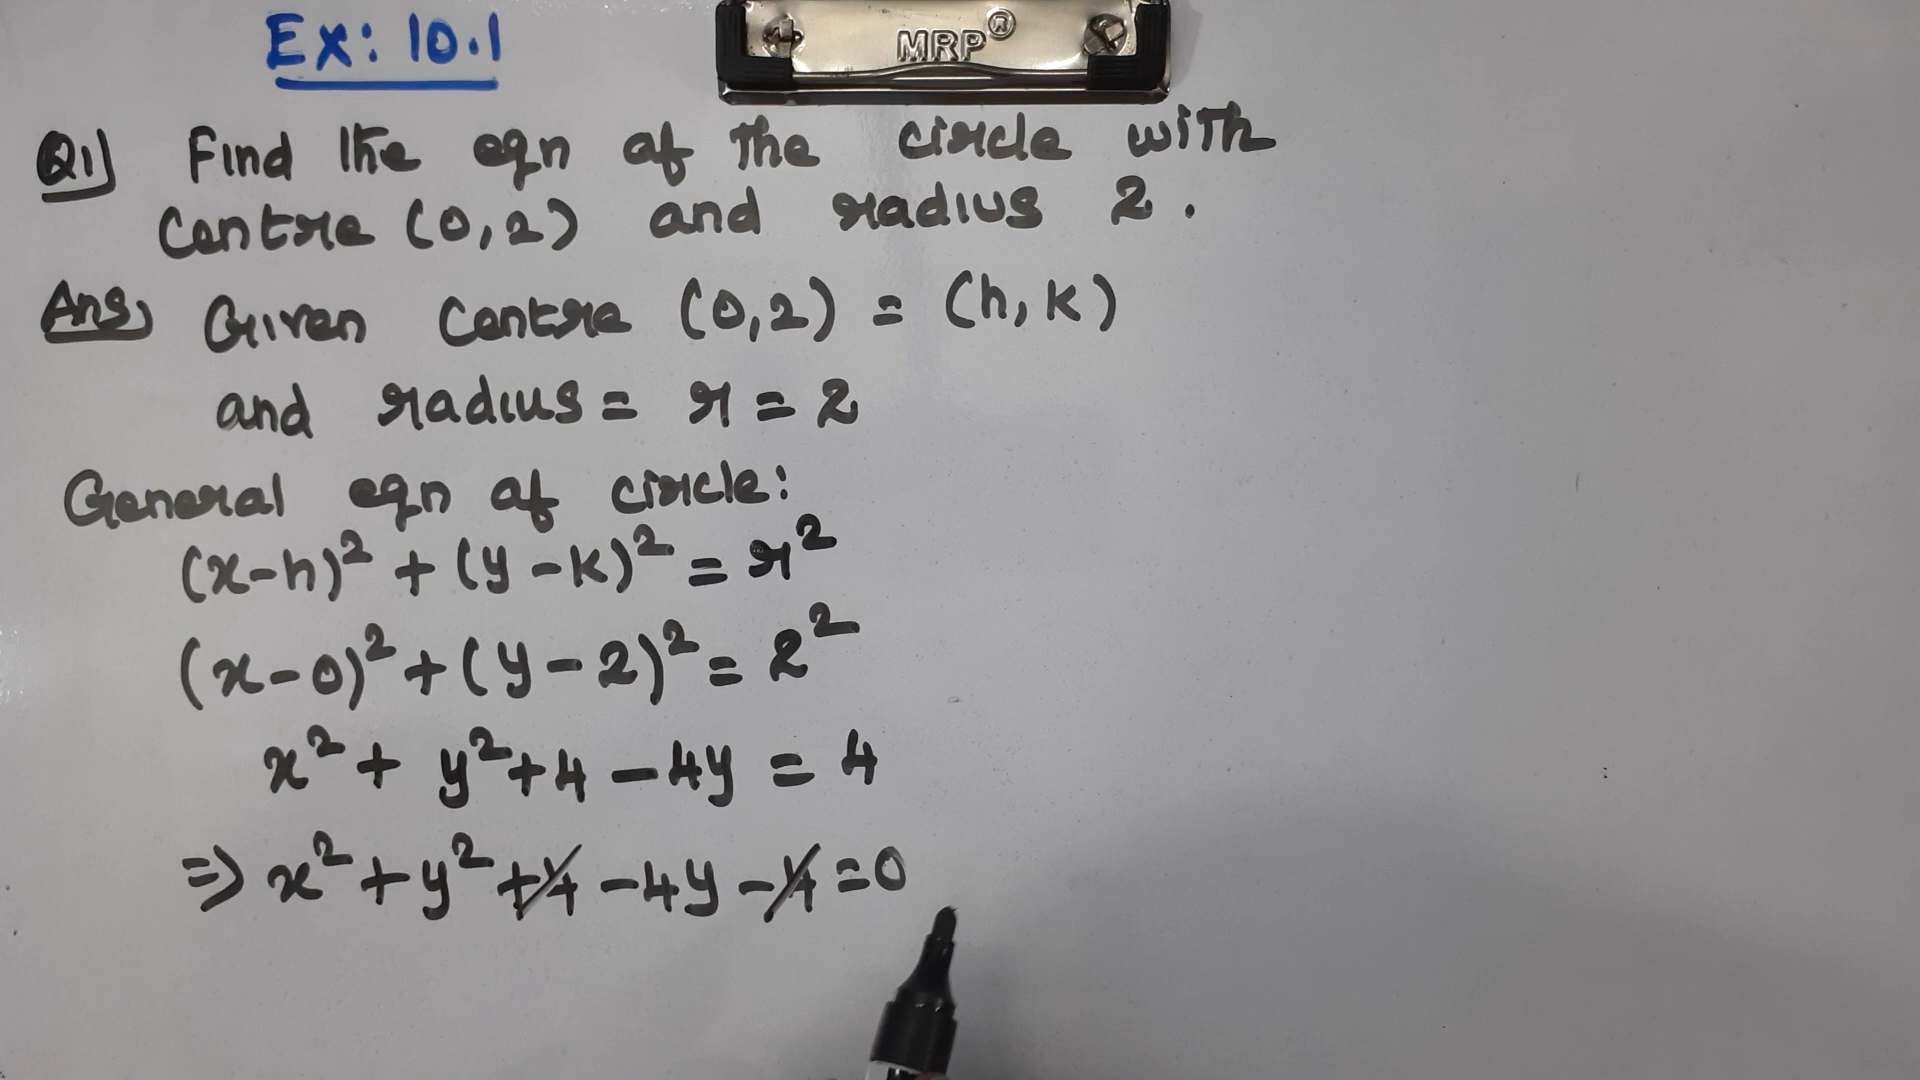 Ex: 10.1
MRP®
Q1) Find the eqn of the circle with
centre (0,2) and radius 2.
Ans) Given centre (0,2) = (h,k)
and radius = r = 2
General eqn of circle:
(x-h)² + (y-k)² = r²
(x-0)² + (y-2)² = 2²
x² + y² + 4 - 4y = 4
⇒ x² + y² + 4 - 4y - 4 = 0